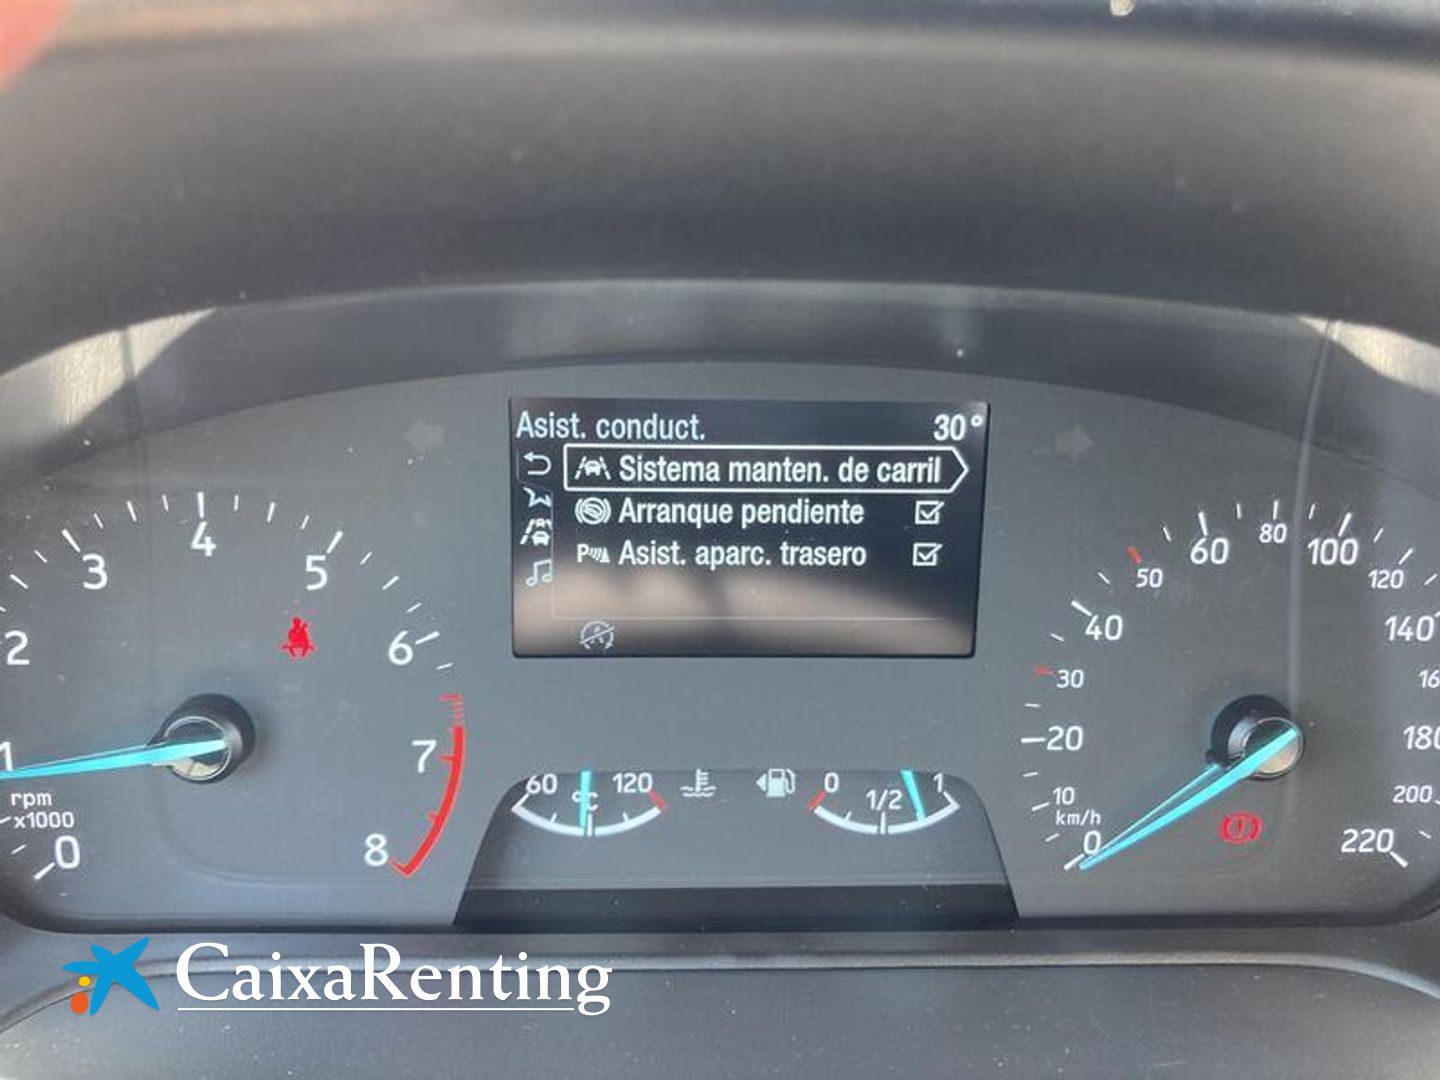 Asist. conduct. 30°
Sistema manten. de carril
Arranque pendiente
P Asist. aparc. trasero
1 2 3 4 5 6 7 8
rpm
x1000
0
60 °C 120
0 1/2 1
0 10 20 30 40 50 60 80 100 120 140 16 180 200 220
km/h
CaixaRenting